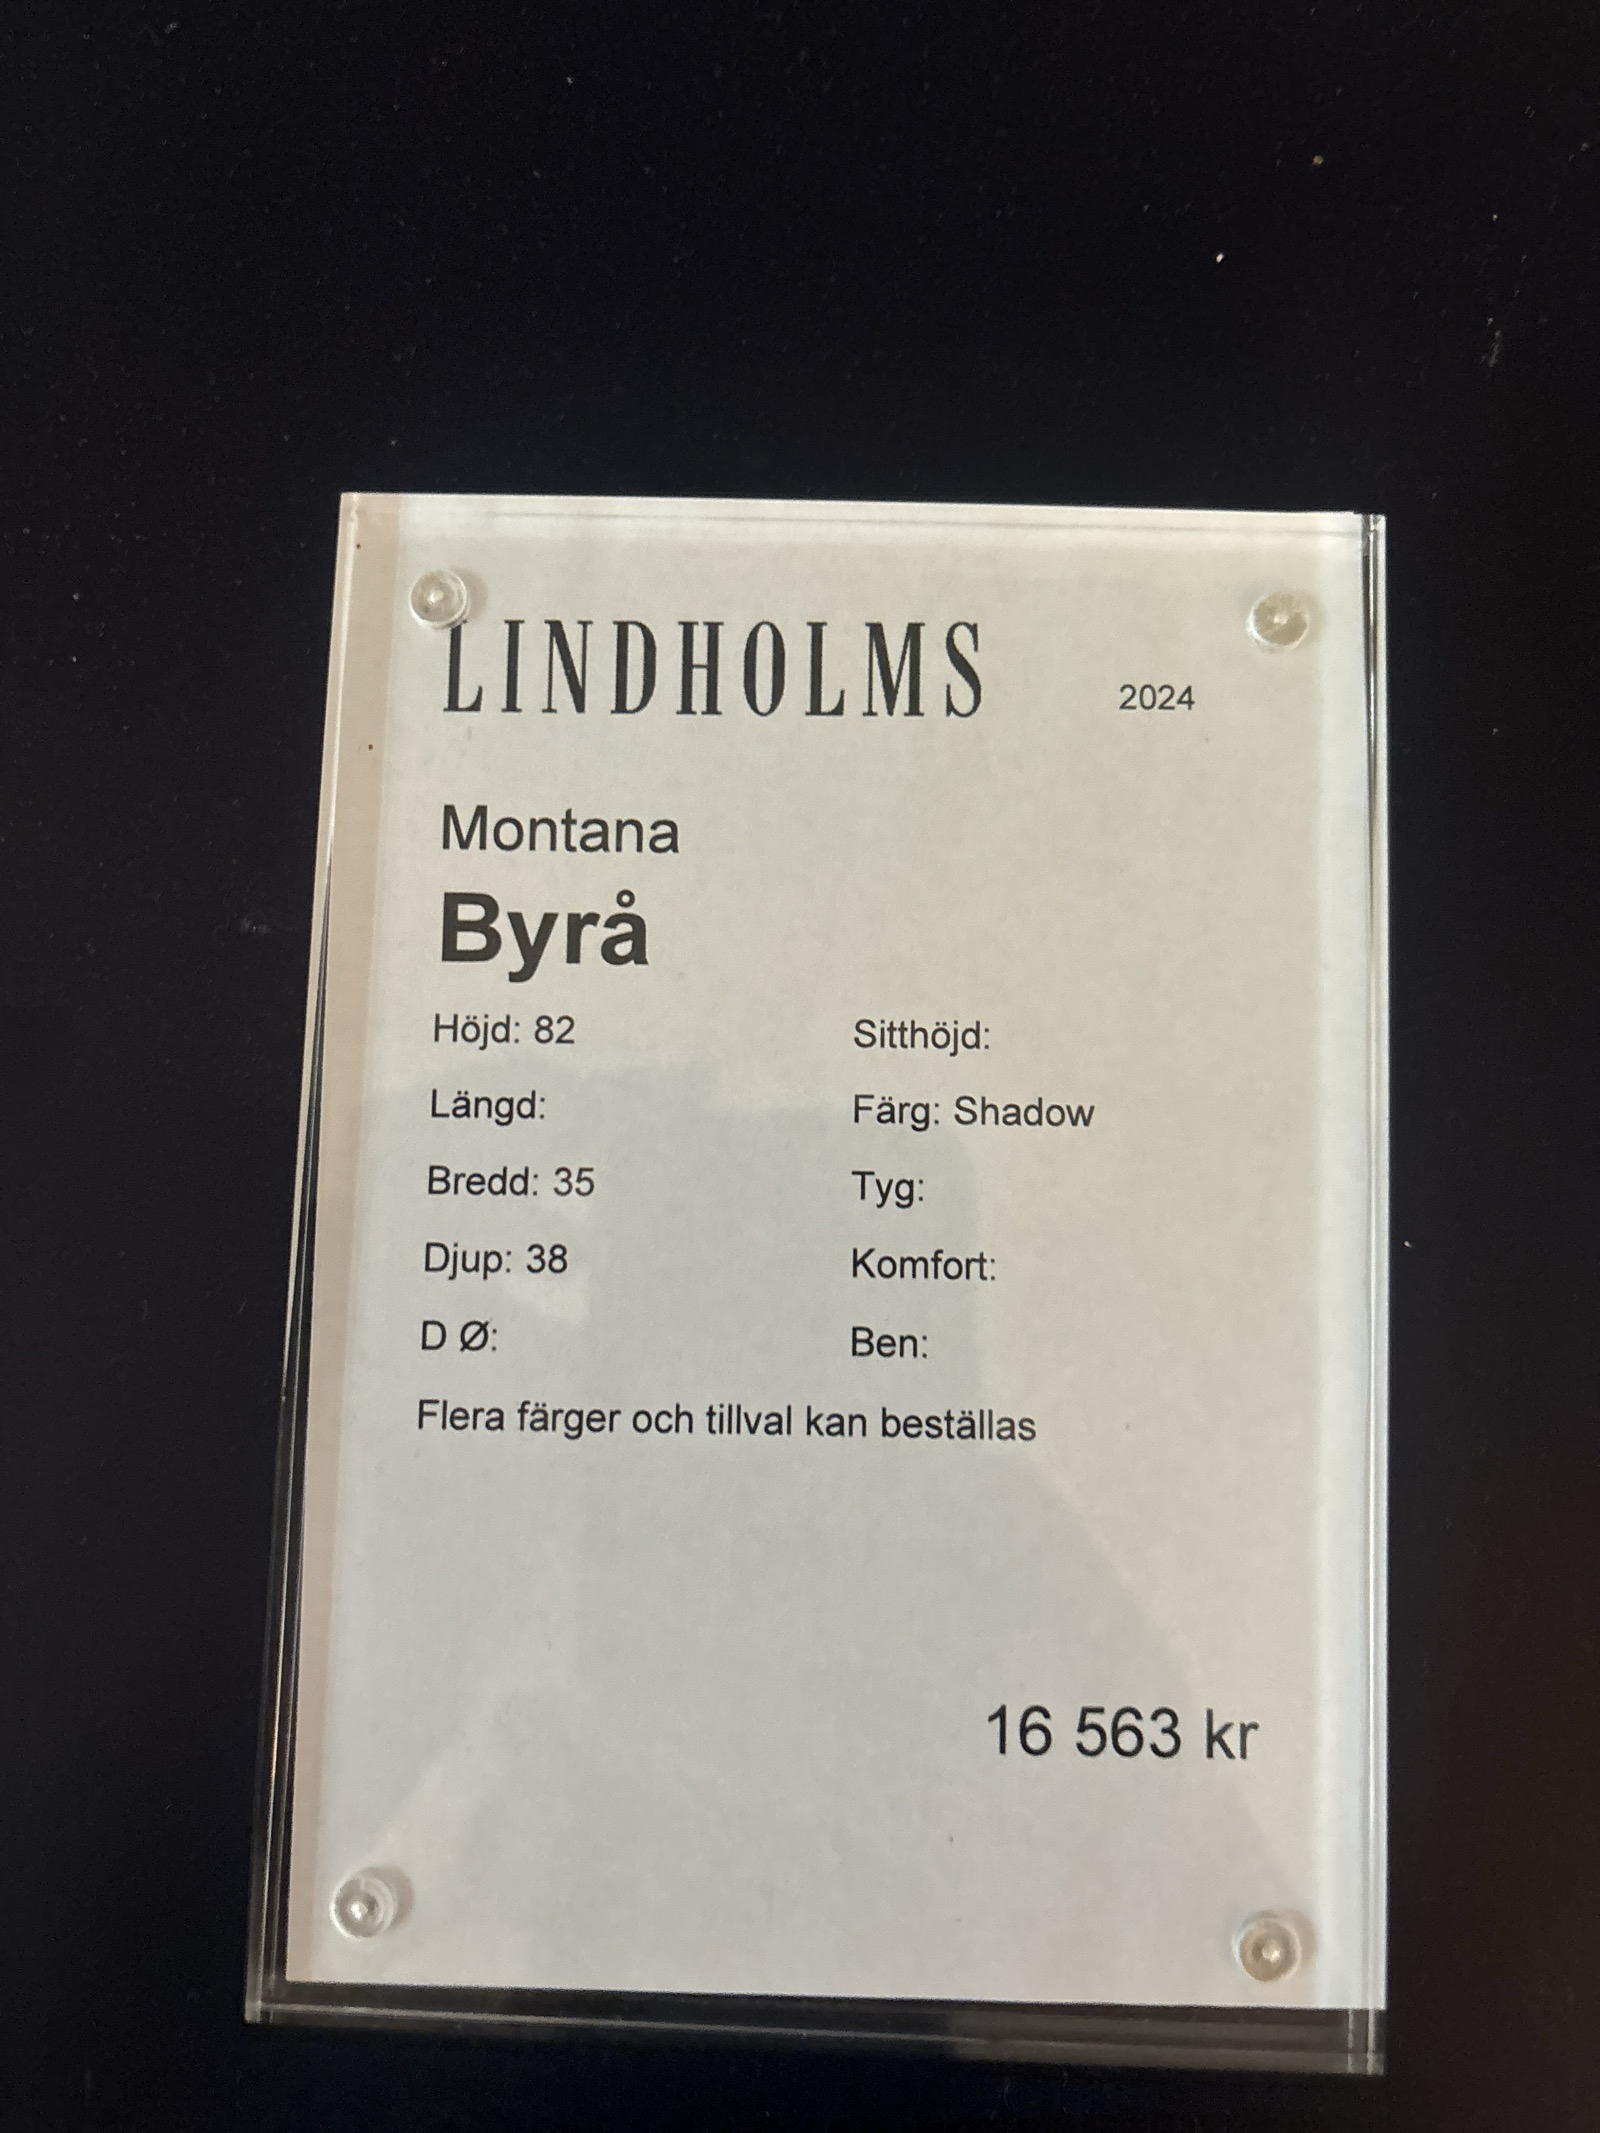 LINDHOLMS 2024
Montana
Byrå
Höjd: 82 Sitthöjd:
Längd: Färg: Shadow
Bredd: 35 Tyg:
Djup: 38 Komfort:
D Ø: Ben:
Flera färger och tillval kan beställas
16 563 kr